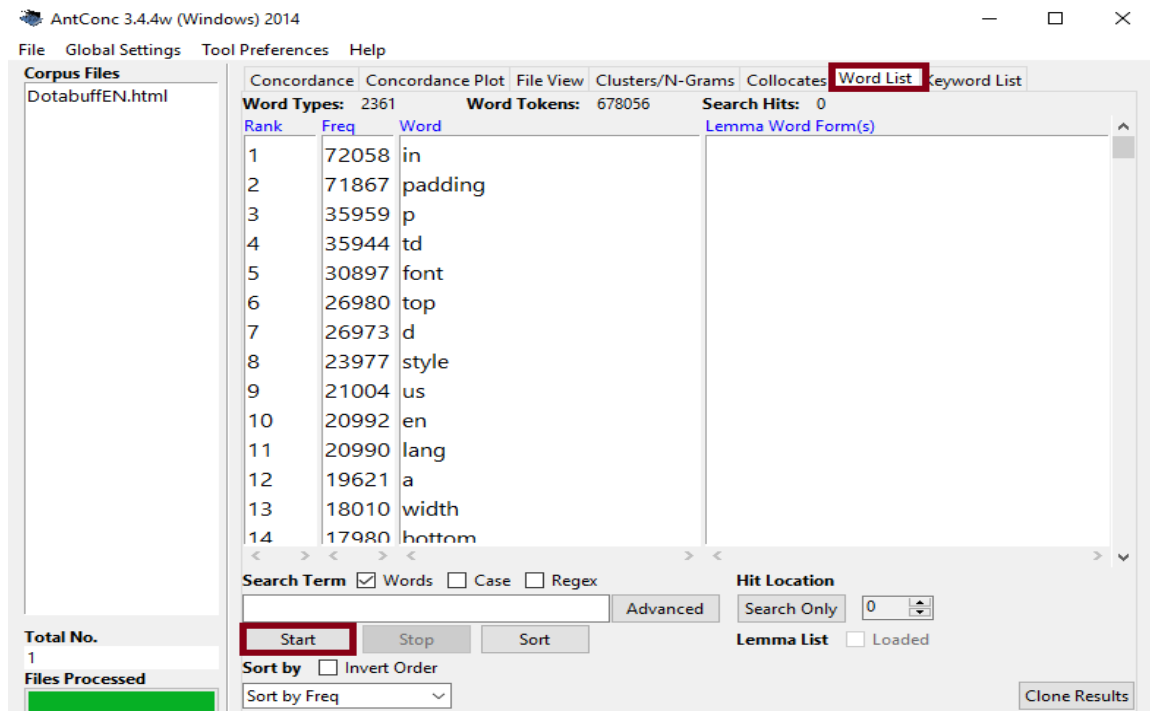 AntConc 3.4.4w (Windows) 2014
File Global Settings Tool Preferences Help
Corpus Files
DotabuffEN.html
Concordance Concordance Plot File View Clusters/N-Grams Collocates Word List Keyword List
Word Types: 2361 Word Tokens: 678056 Search Hits: 0
Rank Freq Word Lemma Word Form(s)
1 72058 in
2 71867 padding
3 35959 p
4 35944 td
5 30897 font
6 26980 top
7 26973 d
8 23977 style
9 21004 us
10 20992 en
11 20990 lang
12 19621 a
13 18010 width
14 17980 bottom
Search Term Words Case Regex Hit Location
Advanced Search Only 0
Total No. Start Stop Sort Lemma List Loaded
1
Files Processed Sort by Invert Order
Sort by Freq Clone Results